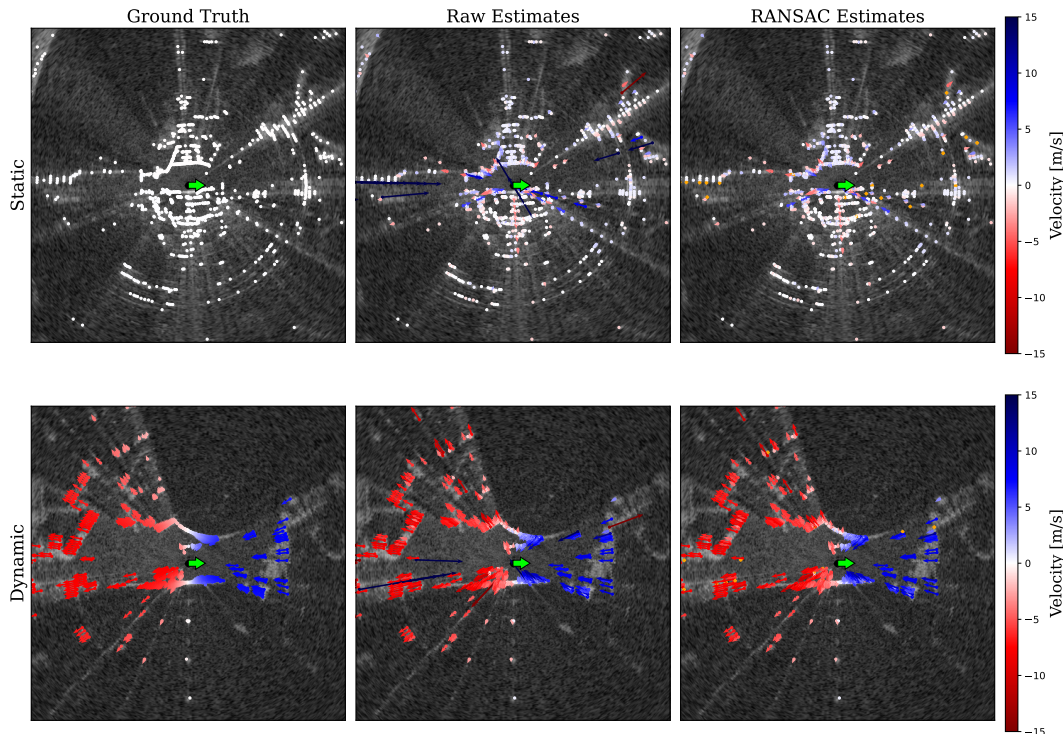 Ground Truth
Raw Estimates
RANSAC Estimates
Static
15
10
5
0
−5
−10
−15
Velocity [m/s]
Dynamic
15
10
5
0
−5
−10
−15
Velocity [m/s]